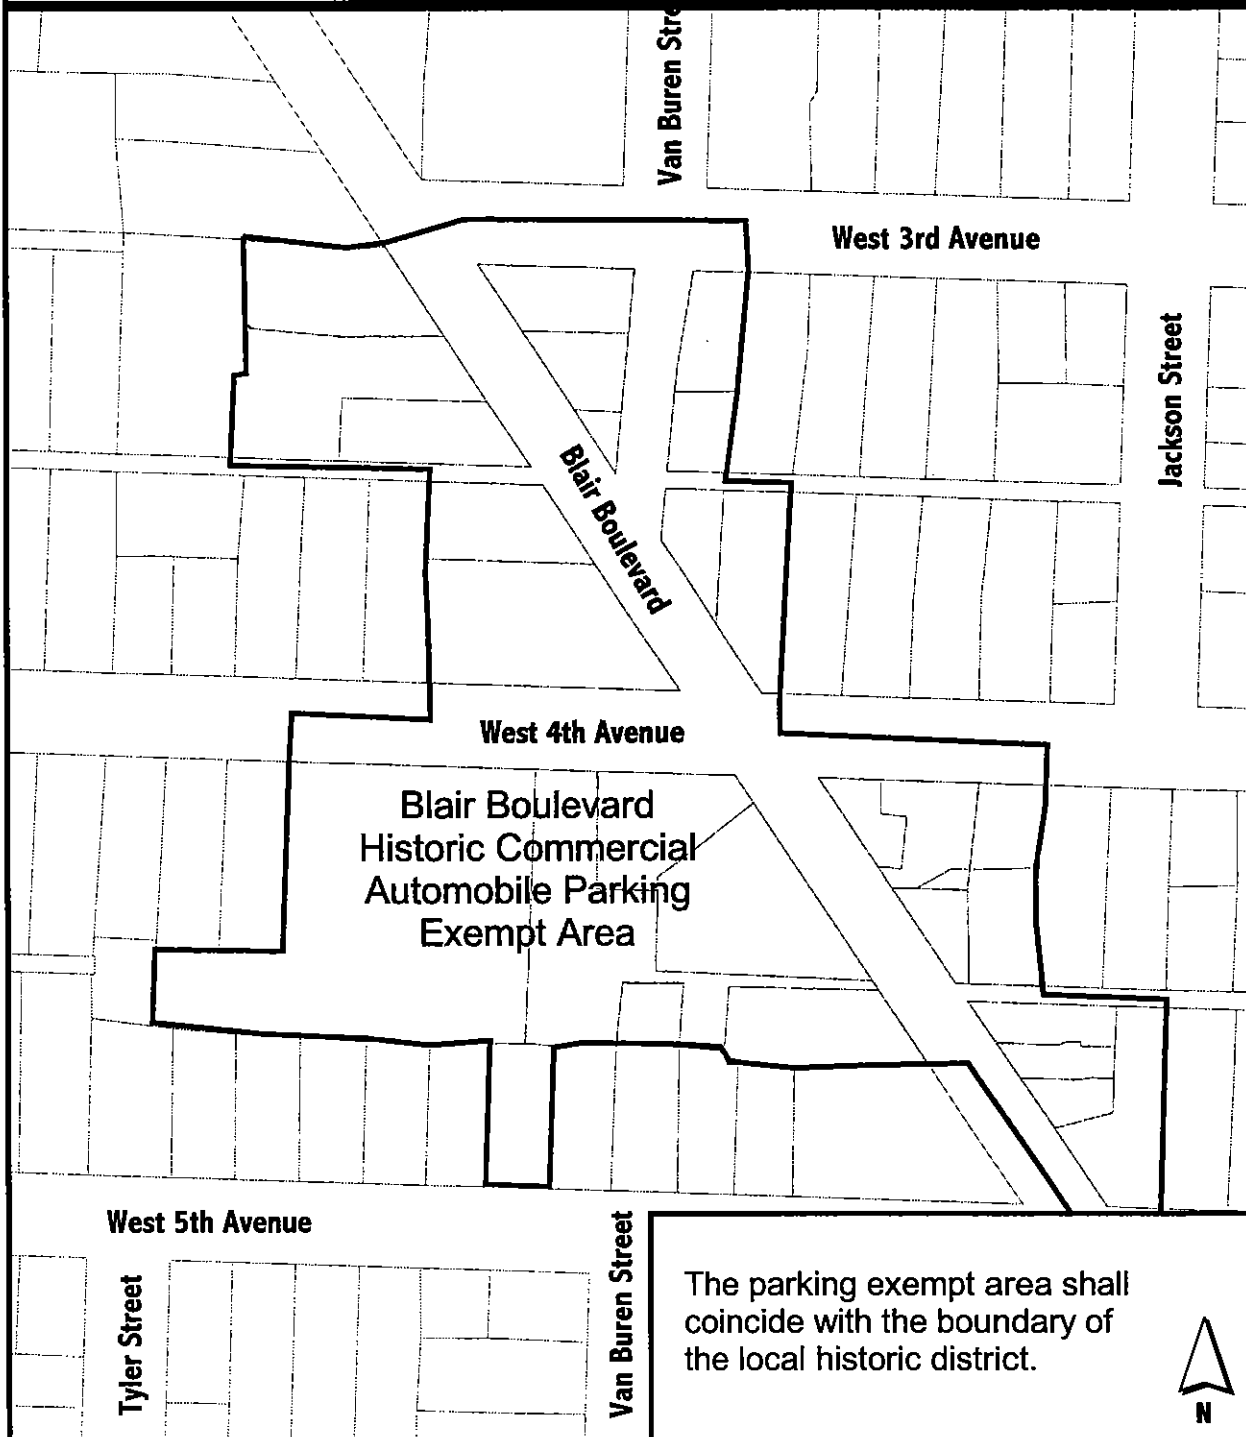 Van Buren Stre
West 3rd Avenue
Jackson Street
Blair Boulevard
West 4th Avenue
Blair Boulevard
Historic Commercial
Automobile Parking
Exempt Area
West 5th Avenue
Tyler Street
Van Buren Street
The parking exempt area shall
coincide with the boundary of
the local historic district.
N